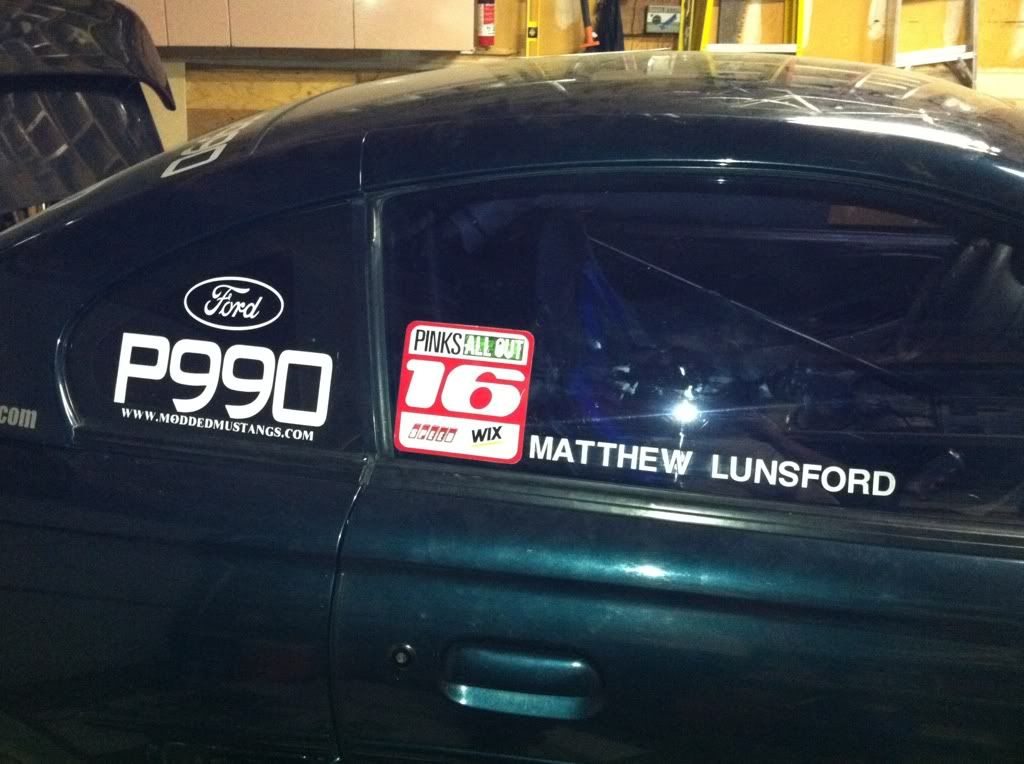 Ford
P990
WWW.MODDEDMUSTANGS.COM
.com
PINKS ALL OUT
16
SPEED WIX
MATTHEW LUNSFORD